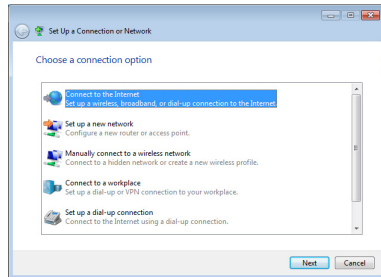 Set Up a Connection or Network
Choose a connection option
Connect to the Internet
Set up a wireless, broadband, or dial-up connection to the Internet.
Set up a new network
Configure a new router or access point.
Manually connect to a wireless network
Connect to a hidden network or create a new wireless profile.
Connect to a workplace
Set up a dial-up or VPN connection to your workplace.
Set up a dial-up connection
Connect to the Internet using a dial-up connection.
Next Cancel